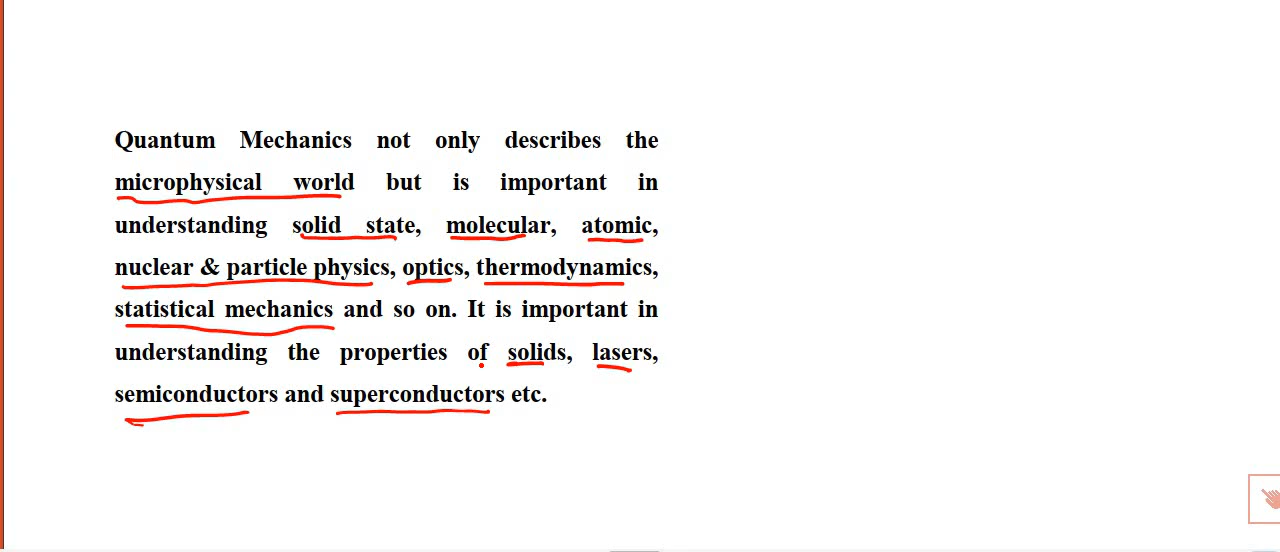 Quantum Mechanics not only describes the
microphysical world but is important in
understanding solid state, molecular, atomic,
nuclear & particle physics, optics, thermodynamics,
statistical mechanics and so on. It is important in
understanding the properties of solids, lasers,
semiconductors and superconductors etc.